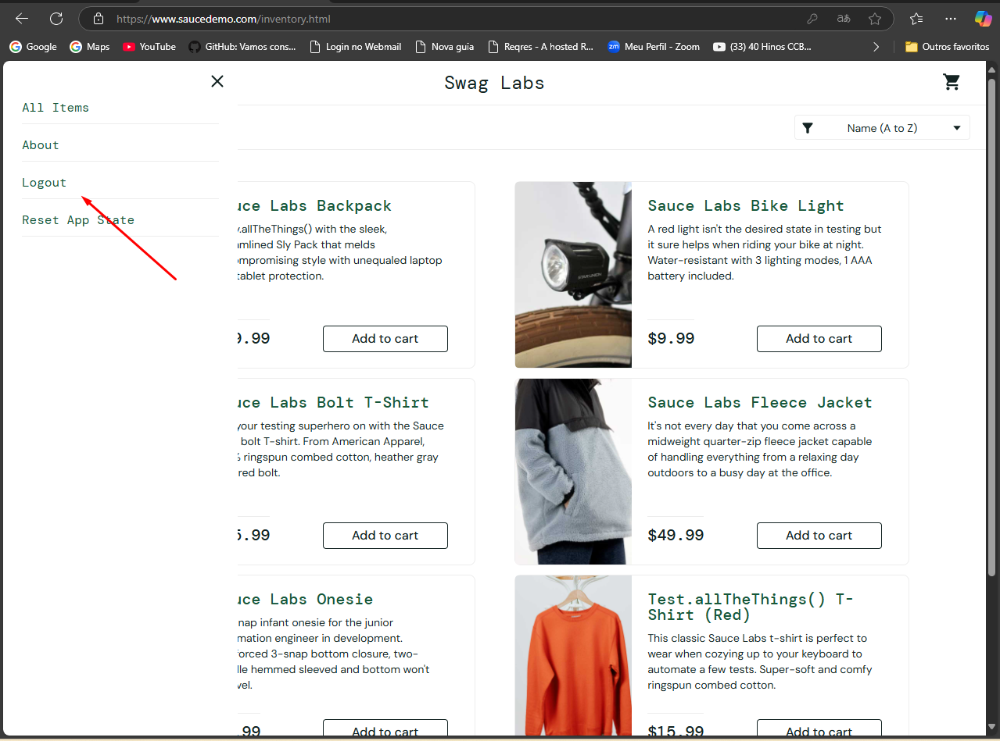 https://www.saucedemo.com/inventory.html
Google
Maps
YouTube
GitHub: Vamos cons...
Login no Webmail
Nova guia
Reqres - A hosted R...
zm
Meu Perfil - Zoom
(33) 40 Hinos CCB...
Outros favoritos
All Items
About
Logout
Reset App State
Swag Labs
Name (A to Z)
uce Labs Backpack
y.allTheThings() with the sleek,
amlined Sly Pack that melds
ompromising style with unequaled laptop
tablet protection.
9.99
Add to cart
Sauce Labs Bike Light
A red light isn't the desired state in testing but
it sure helps when riding your bike at night.
Water-resistant with 3 lighting modes, 1 AAA
battery included.
$9.99
Add to cart
uce Labs Bolt T-Shirt
your testing superhero on with the Sauce
bolt T-shirt. From American Apparel,
% ringspun combed cotton, heather gray
red bolt.
5.99
Add to cart
Sauce Labs Fleece Jacket
It's not every day that you come across a
midweight quarter-zip fleece jacket capable
of handling everything from a relaxing day
outdoors to a busy day at the office.
$49.99
Add to cart
uce Labs Onesie
nap infant onesie for the junior
mation engineer in development.
forced 3-snap bottom closure, two-
dle hemmed sleeved and bottom won't
vel.
.99
Add to cart
Test.allTheThings() T-
Shirt (Red)
This classic Sauce Labs t-shirt is perfect to
wear when cozying up to your keyboard to
automate a few tests. Super-soft and comfy
ringspun combed cotton.
$15.99
Add to cart